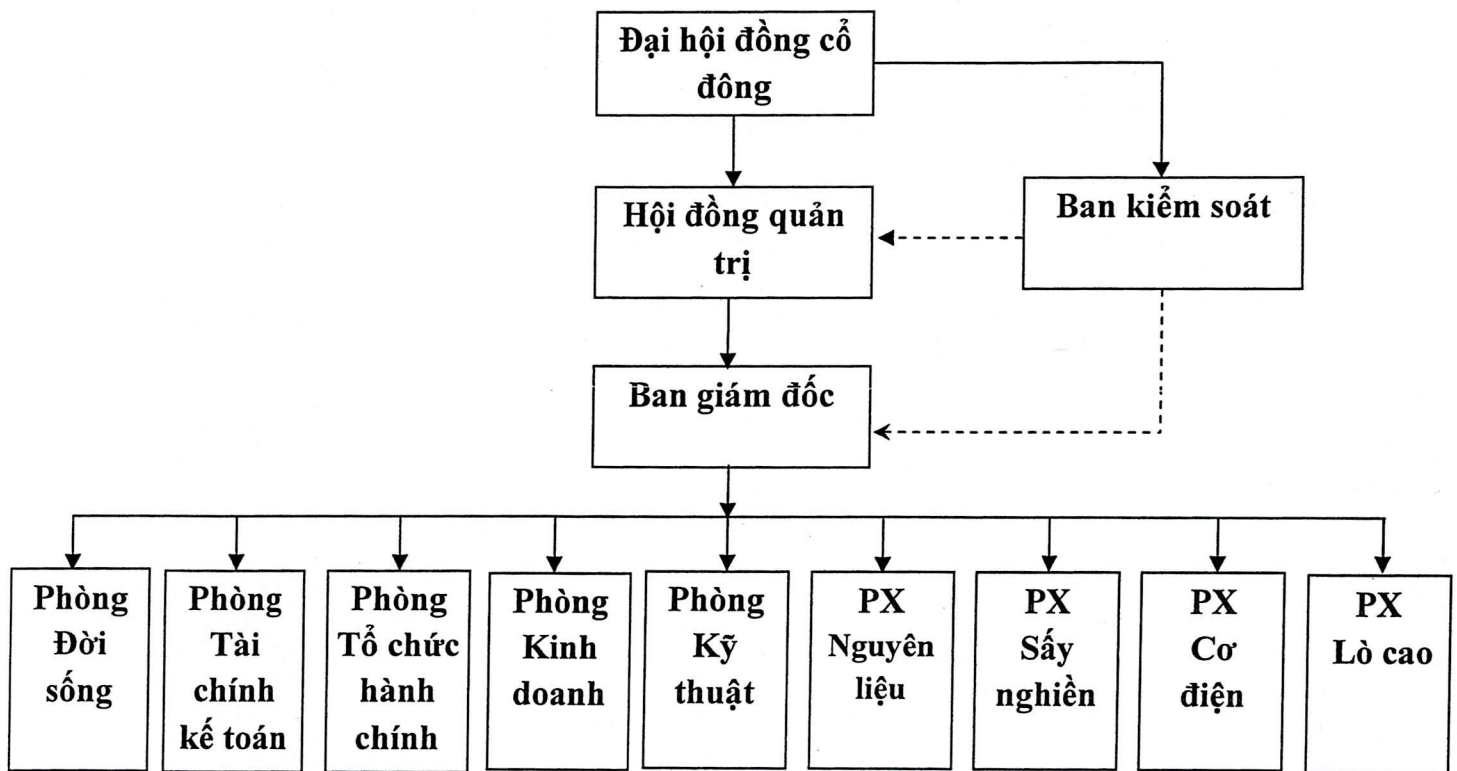 Đại hội đồng cổ
đông
Hội đồng quản
trị
Ban kiểm soát
Ban giám đốc
Phòng
Đời
sống
Phòng
Tài
chính
kế toán
Phòng
Tổ chức
hành
chính
Phòng
Kinh
doanh
Phòng
Kỹ
thuật
PX
Nguyên
liệu
PX
Sấy
nghiền
PX
Cơ
điện
PX
Lò cao